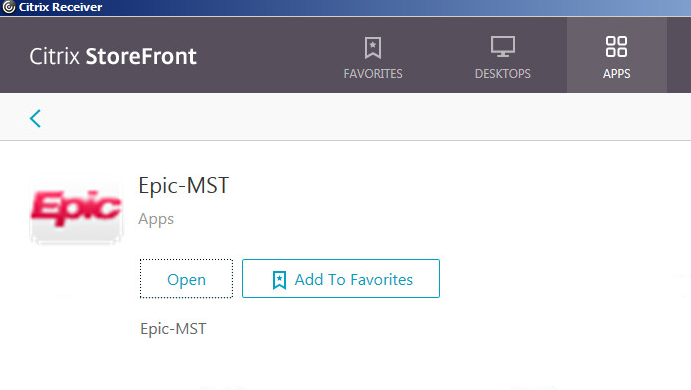 Citrix Receiver
Citrix StoreFront
FAVORITES
DESKTOPS
APPS
Epic
Epic-MST
Apps
Open
Add To Favorites
Epic-MST